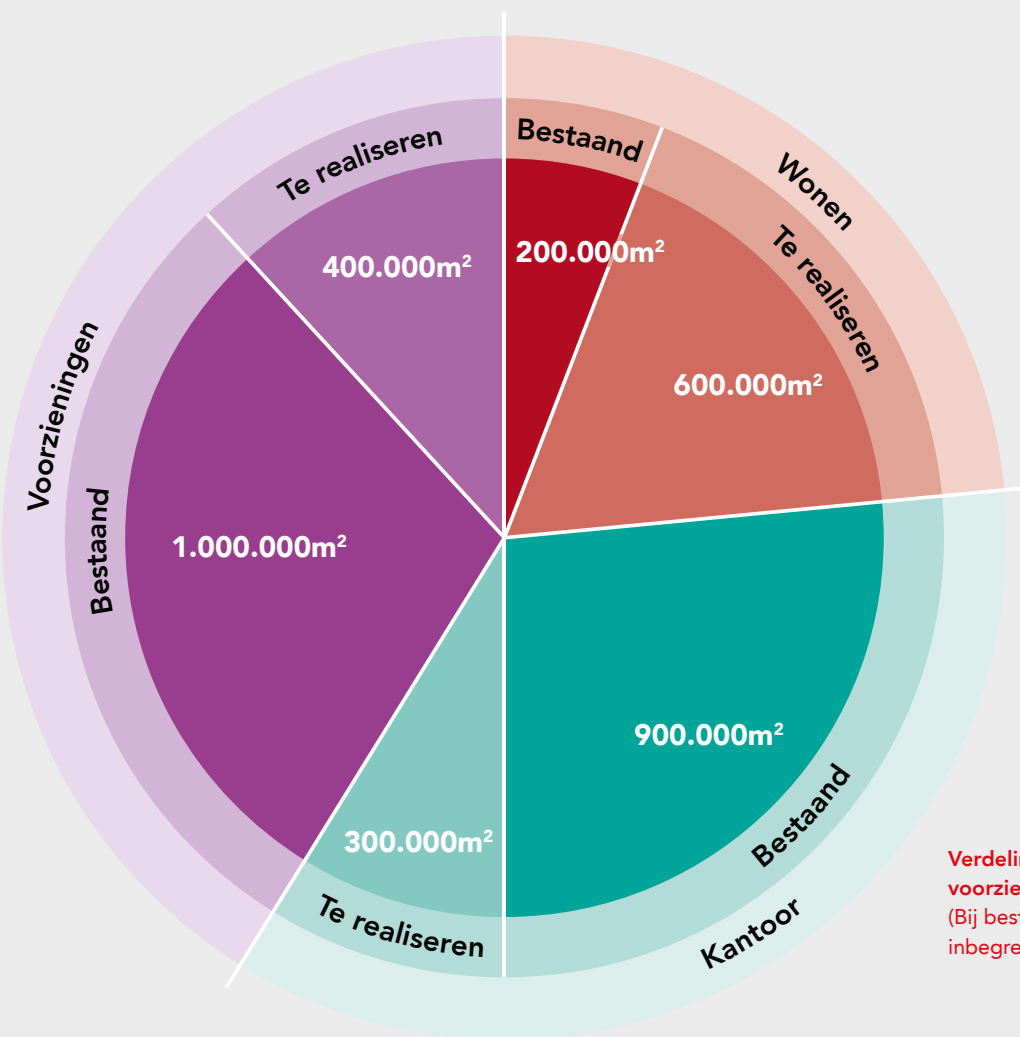 Te realiseren
Bestaand
Wonen
Te realiseren
400.000m²
200.000m²
600.000m²
Voorzieningen
Bestaand
1.000.000m²
900.000m²
Bestaand
300.000m²
Te realiseren
Kantoor
(Bij